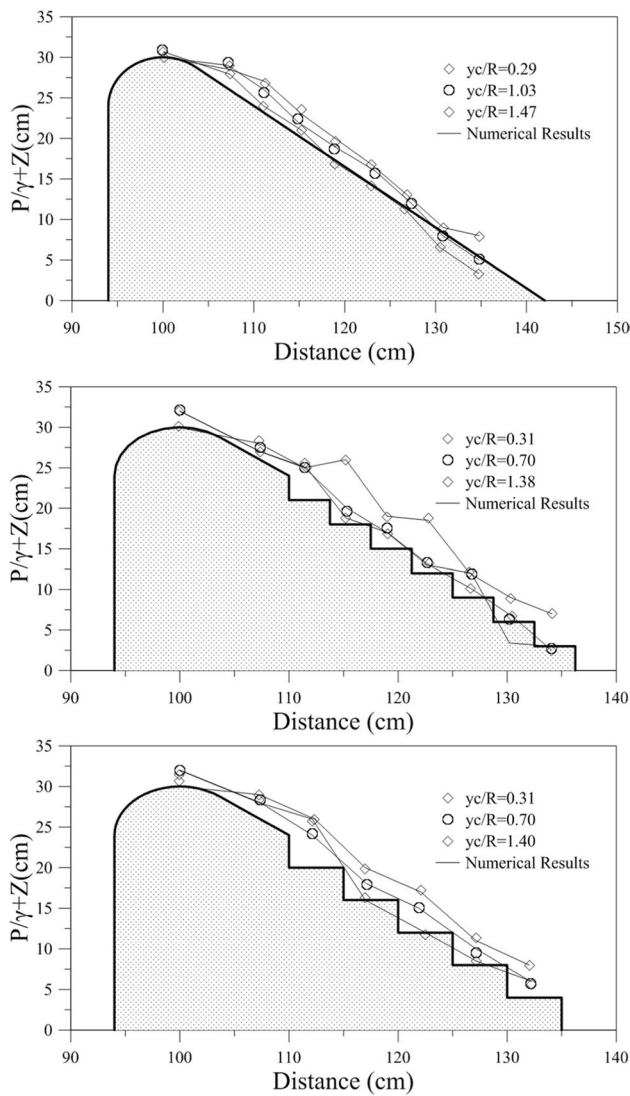 35
30
25
20
15
10
5
0
P/γ+Z(cm)
yc/R=0.29
yc/R=1.03
yc/R=1.47
Numerical Results
90 100 110 120 130 140 150
Distance (cm)
35
30
25
20
15
10
5
0
P/γ+Z(cm)
yc/R=0.31
yc/R=0.70
yc/R=1.38
Numerical Results
90 100 110 120 130 140
Distance (cm)
35
30
25
20
15
10
5
0
P/γ+Z(cm)
yc/R=0.31
yc/R=0.70
yc/R=1.40
Numerical Results
90 100 110 120 130 140
Distance (cm)